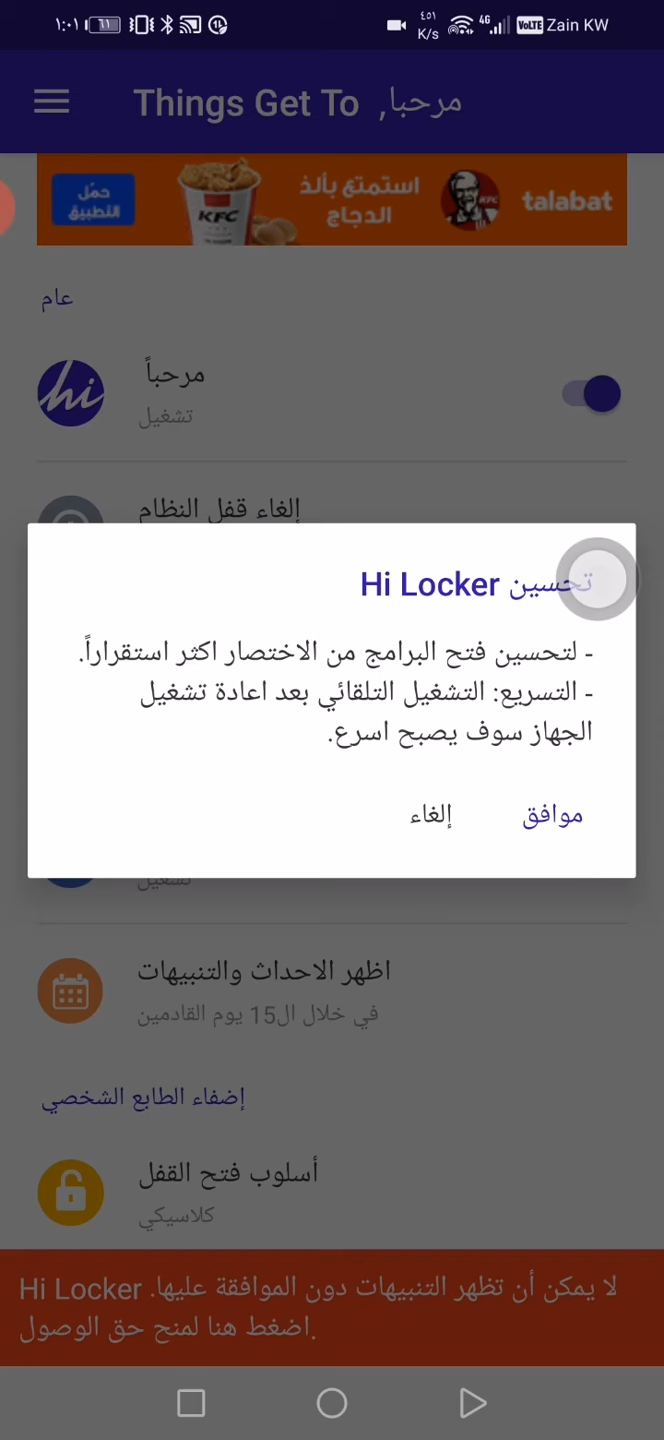 ١:٠١
٦١
٤٥١
K/s
4G
VoLTE
Zain KW
Things Get To ,مرحبا
حمّل
التطبيق
KFC
استمتع بألذ
الدجاج
KFC
talabat
عام
hi
مرحباً
تشغيل
إلغاء قفل النظام
تحسين Hi Locker
- لتحسين فتح البرامج من الاختصار اكثر استقراراً.
- التسريع: التشغيل التلقائي بعد اعادة تشغيل
الجهاز سوف يصبح اسرع.
موافق
إلغاء
تشغيل
اظهر الاحداث والتنبيهات
في خلال ال15 يوم القادمين
إضفاء الطابع الشخصي
أسلوب فتح القفل
كلاسيكي
لا يمكن أن تظهر التنبيهات دون الموافقة عليها. Hi Locker
اضغط هنا لمنح حق الوصول.